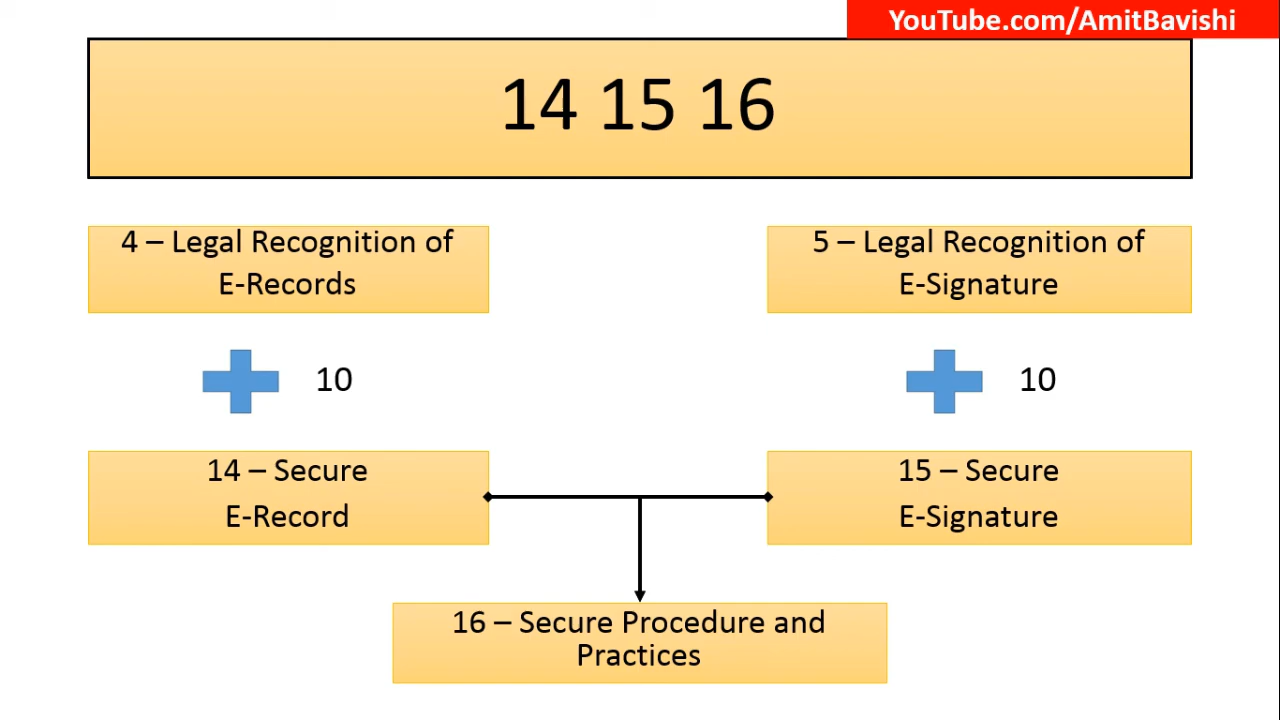 YouTube.com/AmitBavishi
14 15 16
4 – Legal Recognition of
E-Records
5 – Legal Recognition of
E-Signature
10
10
14 – Secure
E-Record
15 – Secure
E-Signature
16 – Secure Procedure and
Practices